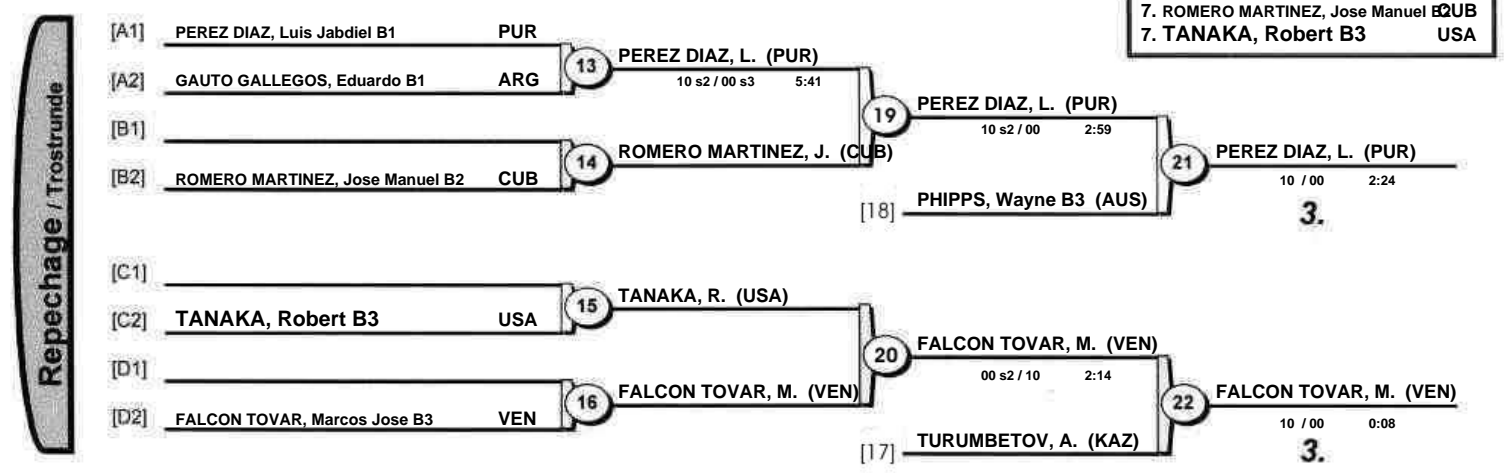 7. ROMERO MARTINEZ, Jose Manuel B2 CUB
7. TANAKA, Robert B3 USA
Repechage / Trostrunde
[A1] PEREZ DIAZ, Luis Jabdiel B1 PUR
[A2] GAUTO GALLEGOS, Eduardo B1 ARG
13
PEREZ DIAZ, L. (PUR)
10 s2 / 00 s3 5:41
[B1]
[B2] ROMERO MARTINEZ, Jose Manuel B2 CUB
14
ROMERO MARTINEZ, J. (CUB)
19
PEREZ DIAZ, L. (PUR)
10 s2 / 00 2:59
[18] PHIPPS, Wayne B3 (AUS)
21
PEREZ DIAZ, L. (PUR)
10 / 00 2:24
3.
[C1]
[C2] TANAKA, Robert B3 USA
15
TANAKA, R. (USA)
[D1]
[D2] FALCON TOVAR, Marcos Jose B3 VEN
16
FALCON TOVAR, M. (VEN)
20
FALCON TOVAR, M. (VEN)
00 s2 / 10 2:14
[17] TURUMBETOV, A. (KAZ)
22
FALCON TOVAR, M. (VEN)
10 / 00 0:08
3.